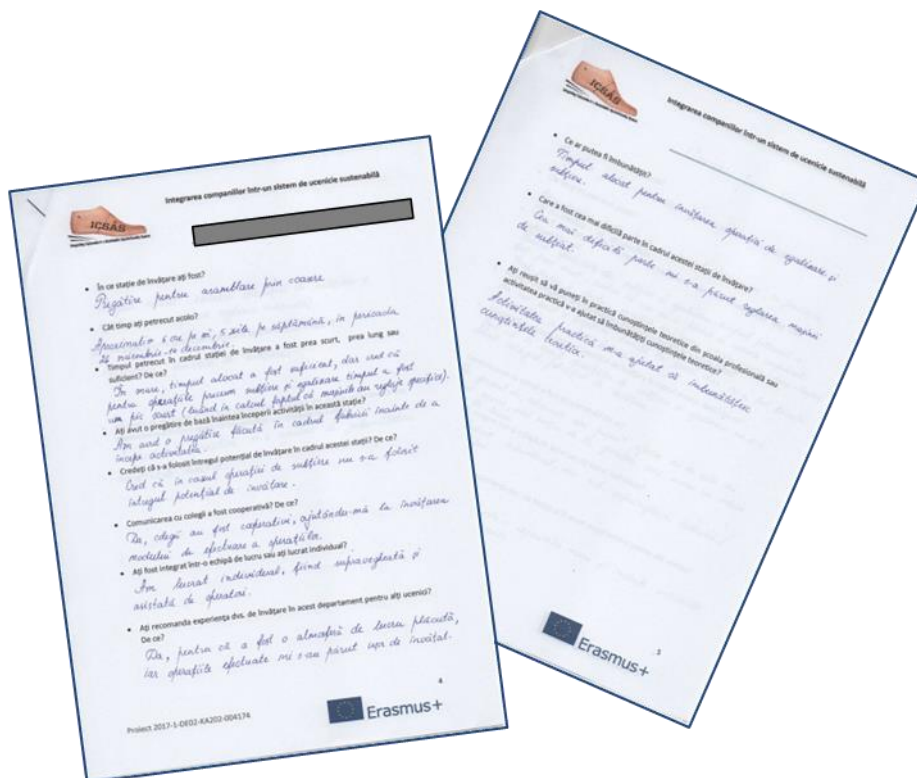 Integrarea companiilor într-un sistem de ucenicie sustenabilă
ICSAS
• În ce stație de învățare ați fost?
Pregătire pentru asamblare prin coasere
• Cât timp ați petrecut acolo?
Aproximativ 6 ore pe zi, 5 zile pe săptămână, în perioada
26 noiembrie- decembrie.
• Timpul petrecut în cadrul stației de învățare a fost prea scurt, prea lung sau
suficient? De ce?
În mare, timpul alocat a fost suficient, dar cred că
pentru operațiile precum subțiere și egalizare timpul a fost
un pic scurt (luând în calcul faptul că mașinile au reglaje specifice).
• Ați avut o pregătire de bază înaintea începerii activității în această stație?
Am avut o pregătire făcută în cadrul fabricii înainte de a
începe activitatea.
• Credeți că s-a folosit întregul potențial de învățare în cadrul acestei stații? De ce?
Cred că în cazul operației de subțiere nu s-a folosit
întregul potențial de învățare.
• Comunicarea cu colegii a fost cooperativă? De ce?
Da, colegii au fost cooperativi, ajutându-mă la învățarea
modului de efectuare a operațiilor.
• Ați fost integrat într-o echipă de lucru sau ați lucrat individual?
Am lucrat individual, fiind supravegheată și
asistată de operatori.
• Ați recomanda experiența dvs. de învățare în acest departament pentru alți ucenici?
De ce?
Da, pentru că a fost o atmosferă de lucru plăcută,
iar operațiile efectuate mi s-au părut ușor de învățat.
4
Proiect 2017-1-DE02-KA202-004174
Erasmus+
Integrarea companiilor într-un sistem de ucenicie sustenabilă
ICSAS
• Ce ar putea fi îmbunătățit?
Timpul alocat pentru învățarea operației de egalizare și
subțiere.
• Care a fost cea mai dificilă parte în cadrul acestei stații de învățare?
Cea mai dificilă parte mi s-a părut reglarea mașinii
de subțiat.
• Ați reușit să vă puneți în practică cunoștințele teoretice din școala profesională sau
activitatea practică v-a ajutat să îmbunătățiți cunoștințele teoretice?
Activitatea practică m-a ajutat să îmbunătățesc
cunoștințele teoretice.
5
Erasmus+